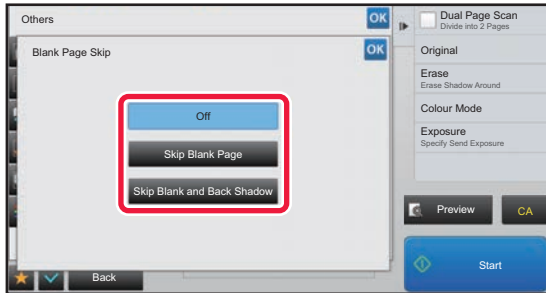 Others
OK
Blank Page Skip
OK
Off
Skip Blank Page
Skip Blank and Back Shadow
Back
Dual Page Scan
Divide into 2 Pages
Original
Erase
Erase Shadow Around
Colour Mode
Exposure
Specify Send Exposure
Preview
CA
Start